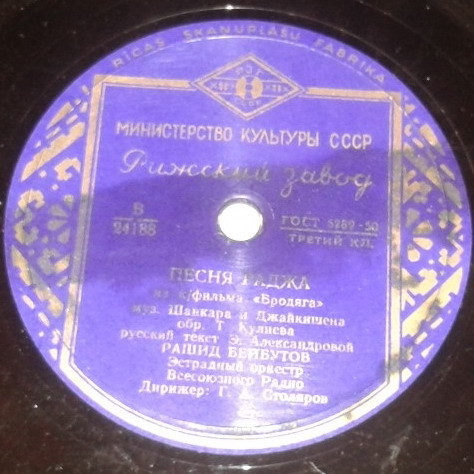 RĪGAS SKAŅUPLAŠU FABRIKA
МИНИСТЕРСТВО КУЛЬТУРЫ СССР
Рижский завод
В
24188
ГОСТ 5289-50
ТРЕТИЙ КЛ.
ПЕСНЯ РАДЖА
из к/фильма «Бродяга»
муз. Шанкара и Джайкишена
обр. Т. Кулиева
русский текст Э. Александровой
РАШИД БЕЙБУТОВ
Эстрадный оркестр
Всесоюзного Радио
Дирижер: Г. А. Столяров